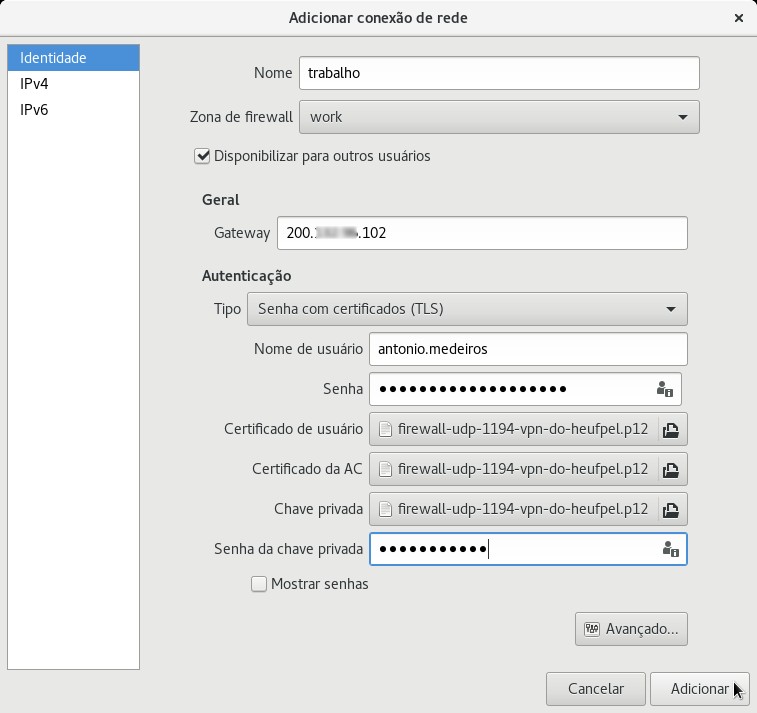 Adicionar conexão de rede
Identidade
IPv4
IPv6
Nome trabalho
Zona de firewall work
Disponibilizar para outros usuários
Geral
Gateway 200. .102
Autenticação
Tipo Senha com certificados (TLS)
Nome de usuário antonio.medeiros
Senha ●●●●●●●●●●●●●●●●●●●
Certificado de usuário firewall-udp-1194-vpn-do-heufpel.p12
Certificado da AC firewall-udp-1194-vpn-do-heufpel.p12
Chave privada firewall-udp-1194-vpn-do-heufpel.p12
Senha da chave privada ●●●●●●●●●●●
Mostrar senhas
Avançado...
Cancelar Adicionar